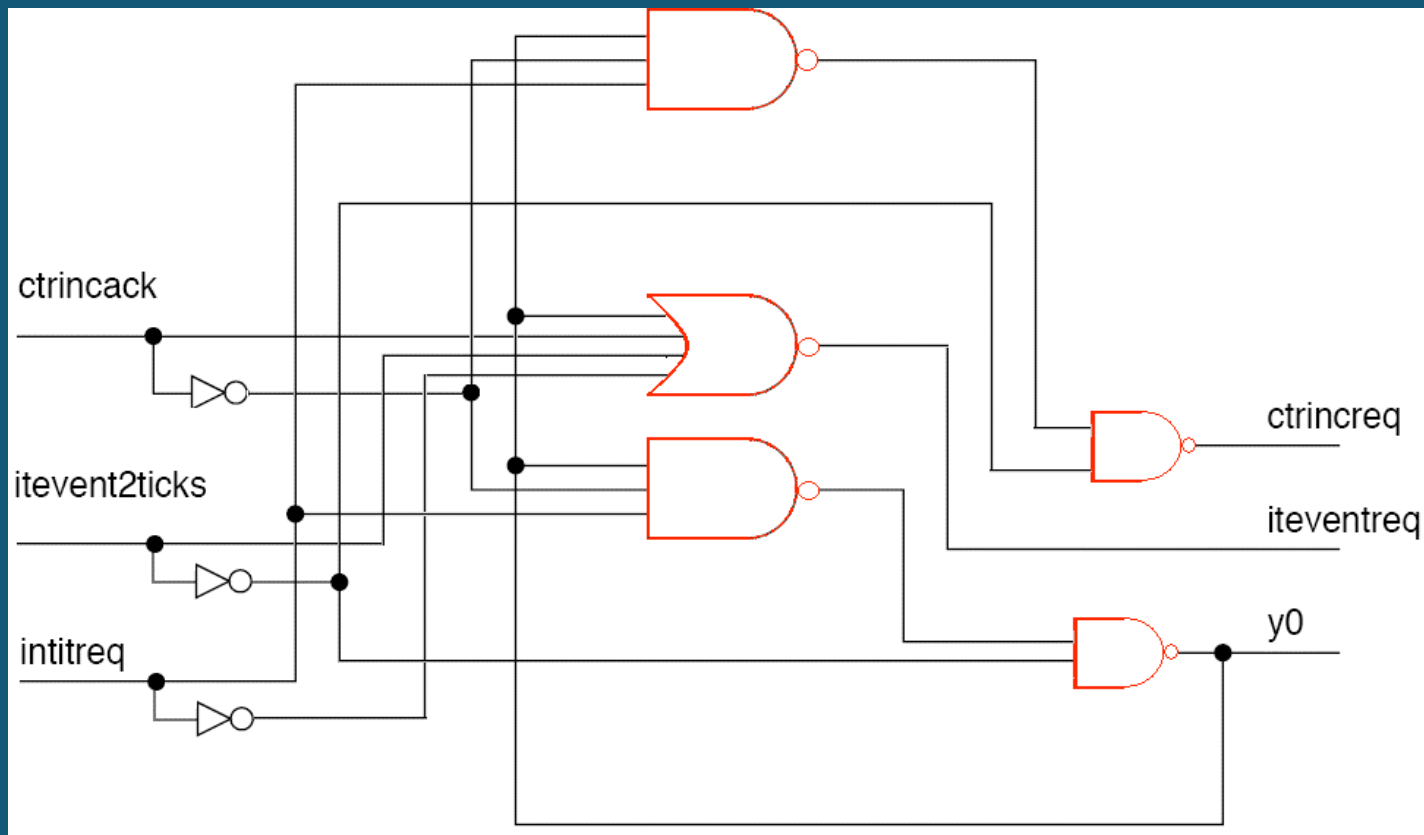 ctrincack
itevent2ticks
intitreq
ctrincreq
iteventreq
y0